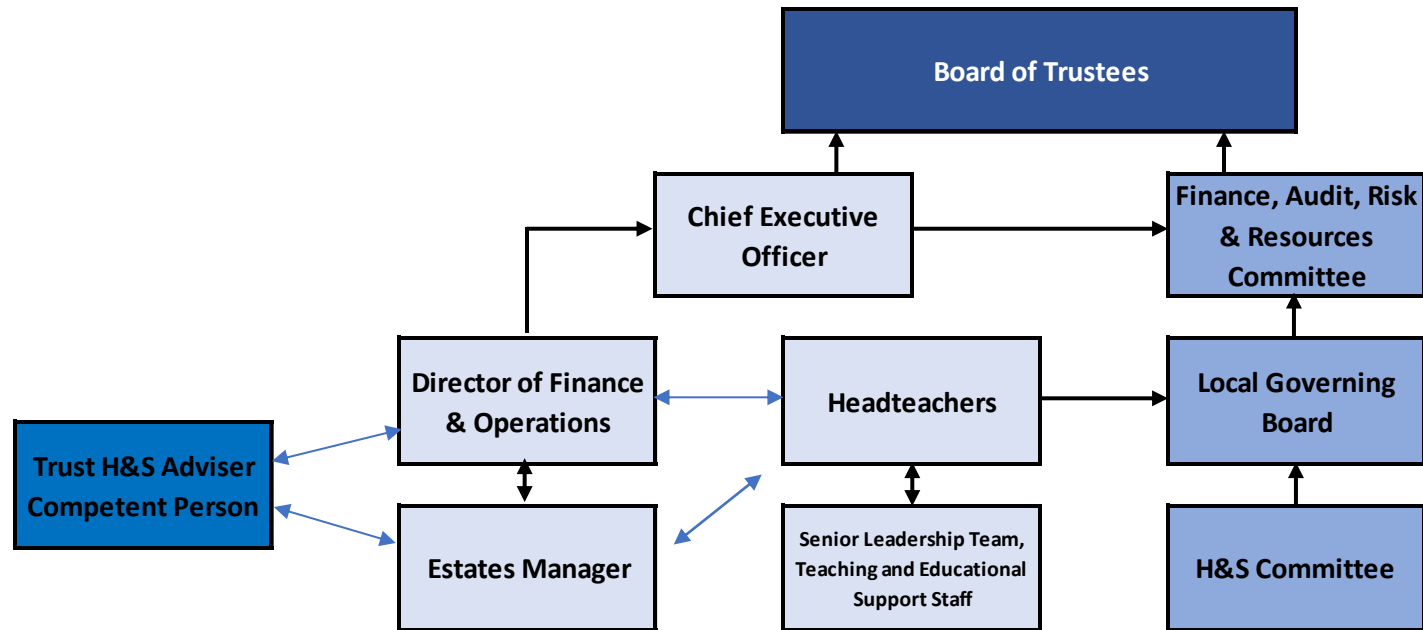 Board of Trustees
Chief Executive
Officer
Finance, Audit, Risk
& Resources
Committee
Director of Finance
& Operations
Headteachers
Local Governing
Board
Trust H&S Adviser
Competent Person
Estates Manager
Senior Leadership Team,
Teaching and Educational
Support Staff
H&S Committee